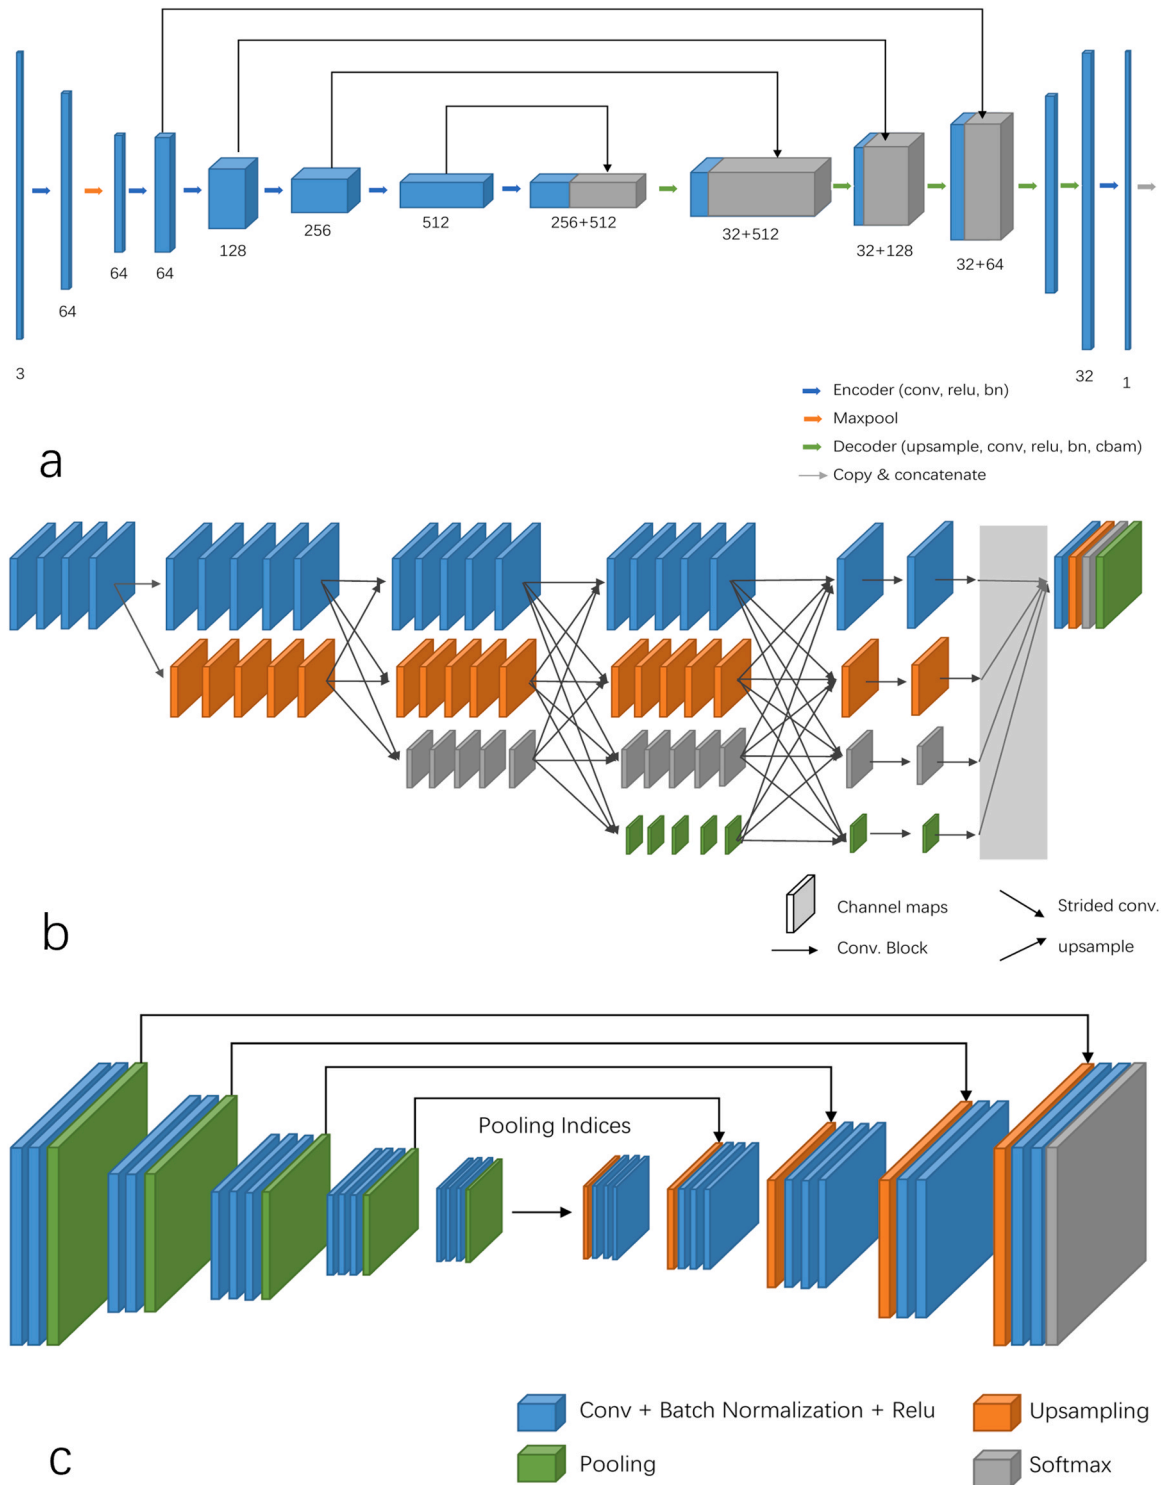 3
64
64
64
128
256
512
256+512
32+512
32+128
32+64
32
1
Encoder (conv, relu, bn)
Maxpool
Decoder (upsample, conv, relu, bn, cbam)
Copy & concatenate
a
Channel maps
Strided conv.
Conv. Block
upsample
b
Pooling Indices
Conv + Batch Normalization + Relu
Upsampling
Pooling
Softmax
c